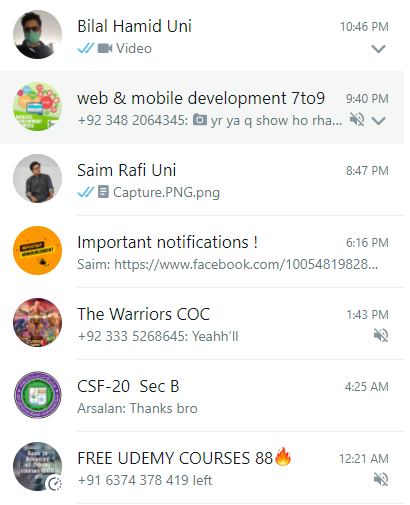 Bilal Hamid Uni 10:46 PM
Video
web & mobile development 7to9 9:40 PM
+92 348 2064345: yr ya q show ho rha...
Saim Rafi Uni 8:47 PM
Capture.PNG.png
Important notifications ! 6:16 PM
Saim: https://www.facebook.com/10054819828...
The Warriors COC 1:43 PM
+92 333 5268645: Yeahh'll
CSF-20 Sec B 4:25 AM
Arsalan: Thanks bro
FREE UDEMY COURSES 88🔥 12:21 AM
+91 6374 378 419 left